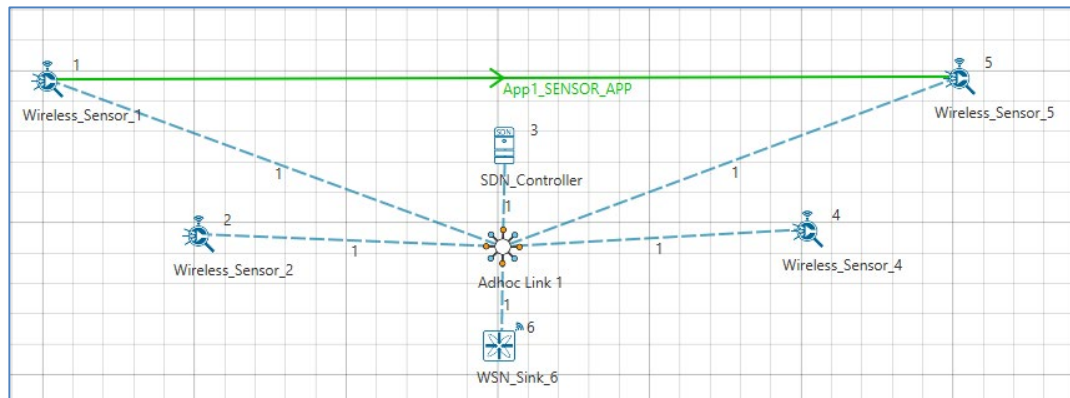 1
5
App1_SENSOR_APP
Wireless_Sensor_1
Wireless_Sensor_5
SDN
3
SDN_Controller
1
1
1
2
4
1
1
Wireless_Sensor_2
Wireless_Sensor_4
Adhoc Link 1
1
6
WSN_Sink_6